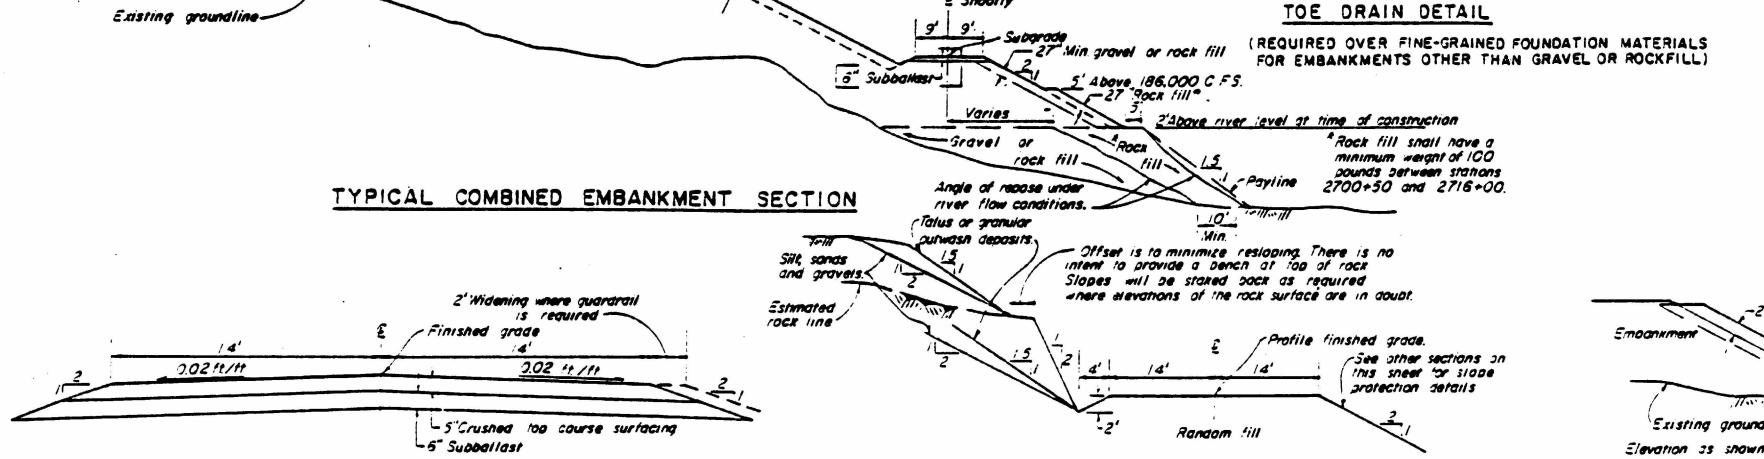 Existing groundline
℄ Shoofly
9' 9'
Subgrade
27" Min. gravel or rock fill
2
1
6" Subballast
5' Above 186,000 C.F.S.
27" Rock fill*
5'
Varies
2' Above river level at time of construction
Gravel or
rock fill
*Rock
fill
1.5
1
Payline
*Rock fill shall have a
minimum weight of 100
pounds between stations
2700+50 and 2716+00.
Angle of repose under
river flow conditions.
10'
Min.
TOE DRAIN DETAIL
(REQUIRED OVER FINE-GRAINED FOUNDATION MATERIALS
FOR EMBANKMENTS OTHER THAN GRAVEL OR ROCKFILL)
TYPICAL COMBINED EMBANKMENT SECTION
2' Widening where guardrail
is required
℄
Finished grade
14' 14'
0.02 ft/ft 0.02 ft/ft
2
1
2
1
5" Crushed top course surfacing
6" Subballast
Talus or granular
outwash deposits.
Silt, sands
and gravels.
1.5
1
1
2
Estimated
rock line
Offset is to minimize resloping. There is no
intent to provide a bench at top of rock
Slopes will be staked back as required
where elevations of the rock surface are in doubt.
1
2
1.5
1
1
2
℄
Profile finished grade.
4' 14' 14'
See other sections on
this sheet for slope
protection details
2'
Random fill
2
1
Embankment
2
Existing groun
Elevation as shown